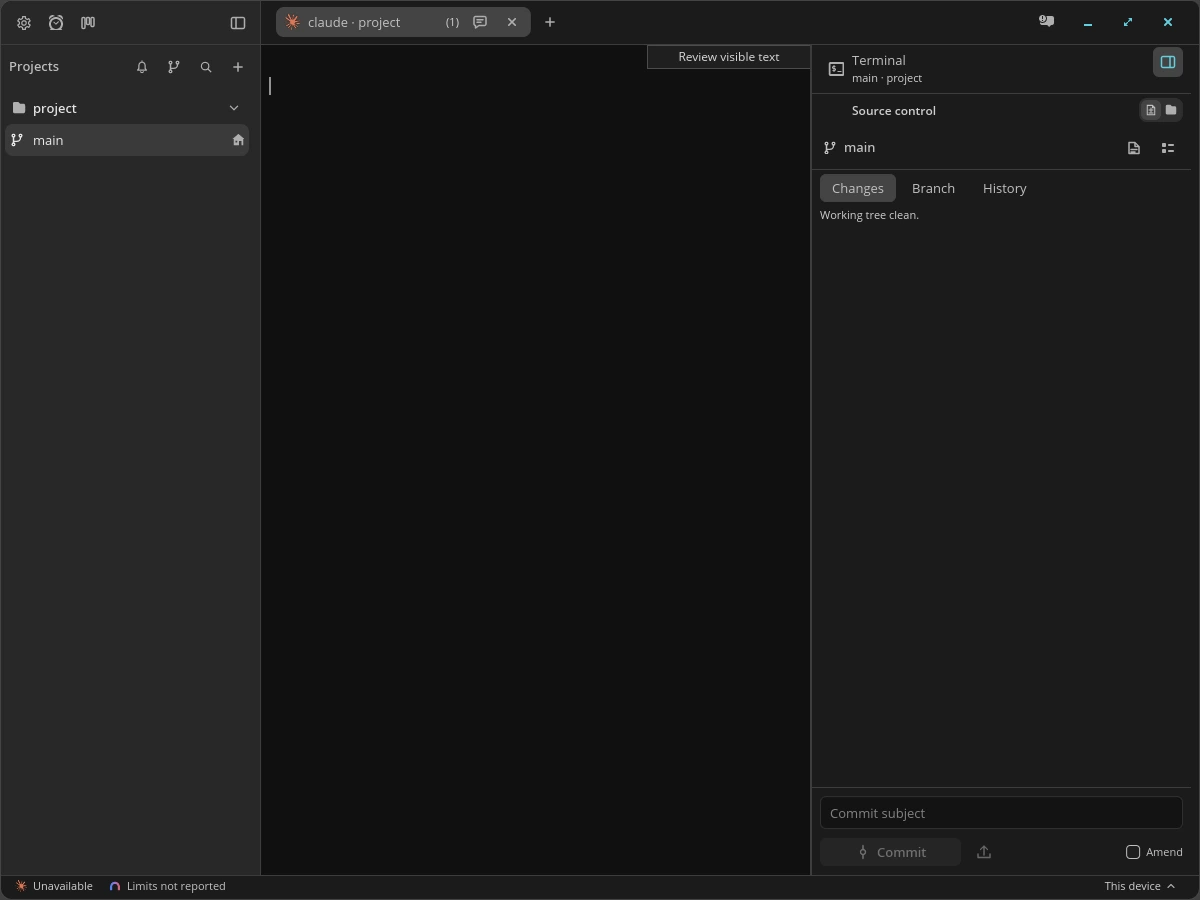 claude · project
(1)
Projects
project
main
Review visible text
Terminal
main · project
Source control
main
Changes
Branch
History
Working tree clean.
Commit subject
Commit
Amend
Unavailable
Limits not reported
This device